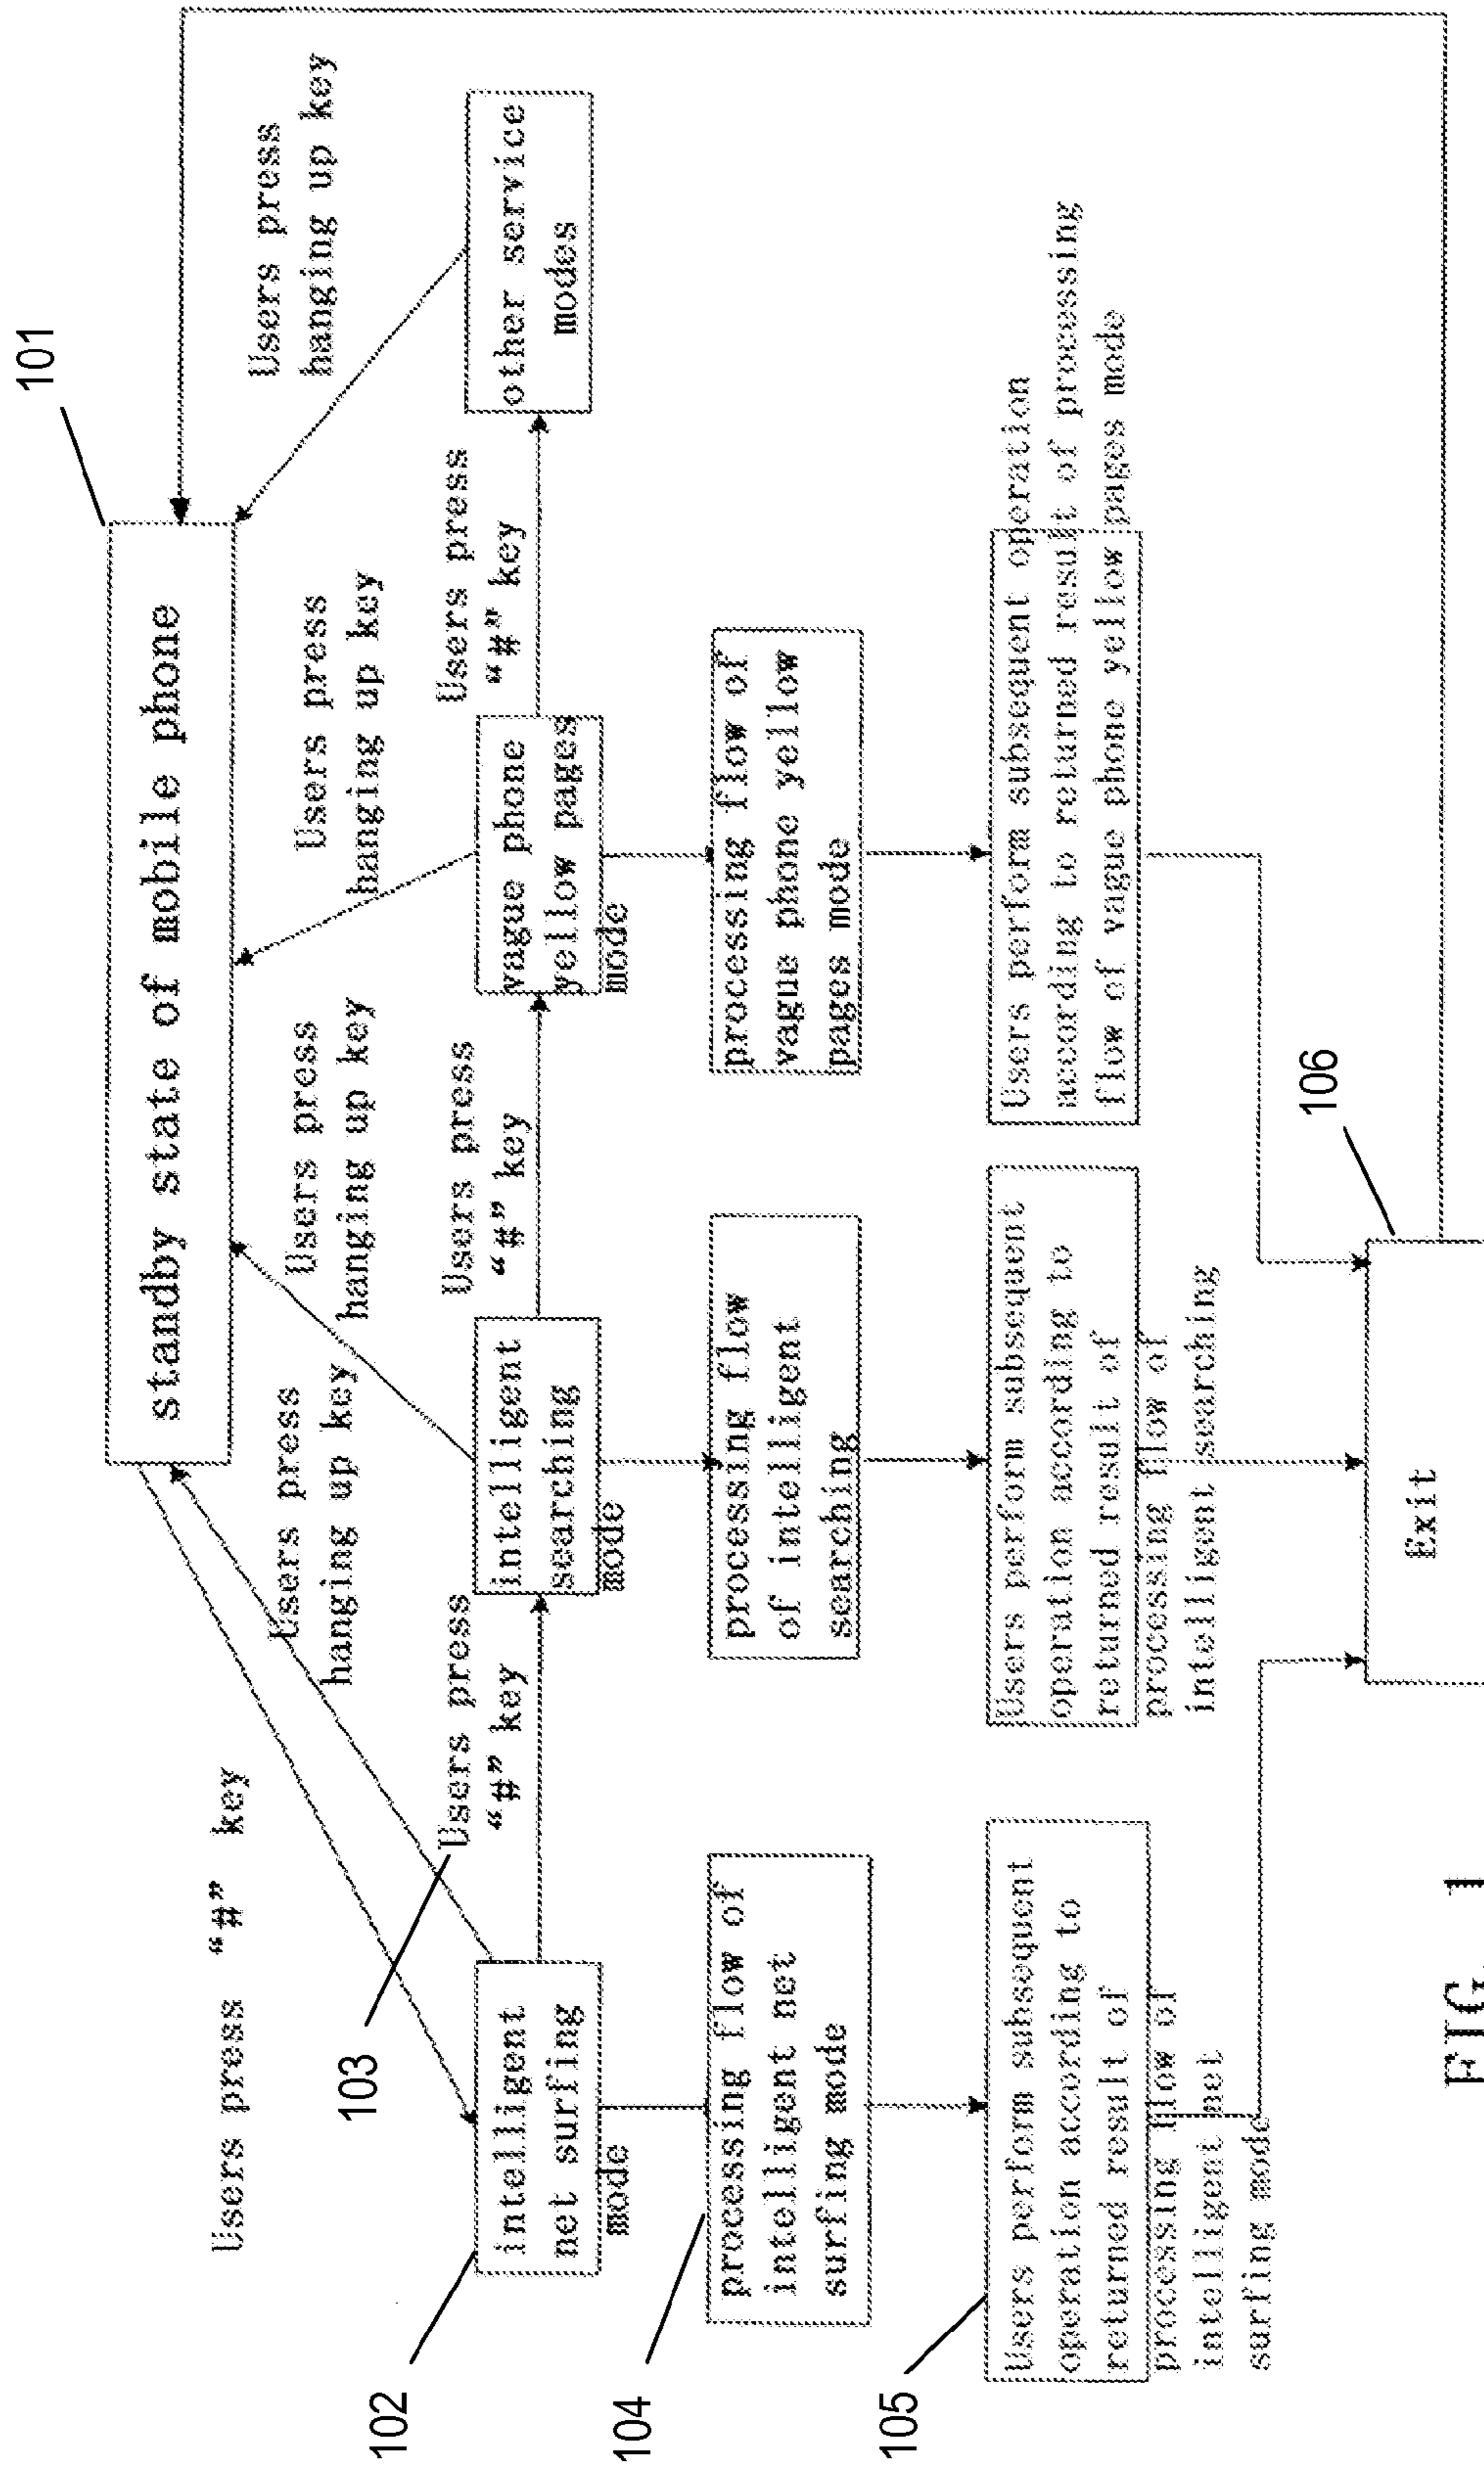 101
standby state of mobile phone
Users press "#" key
Users press
hanging up key
Users press
hanging up key
Users press
hanging up key
Users press
hanging up key
102
intelligent
net surfing
mode
103
Users press
"#" key
intelligent
searching
mode
Users press
"#" key
vague phone
yellow pages
mode
Users press
"#" key
other service
modes
104
processing flow of
intelligent net
surfing mode
processing flow
of intelligent
searching
processing flow of
vague phone yellow
pages mode
105
Users perform subsequent
operation according to
returned result of
processing flow of
intelligent net
surfing mode
Users perform subsequent
operation according to
returned result of
processing flow of
intelligent searching
Users perform subsequent operation
according to returned result of processing
flow of vague phone yellow pages mode
106
Exit
FIG. 1